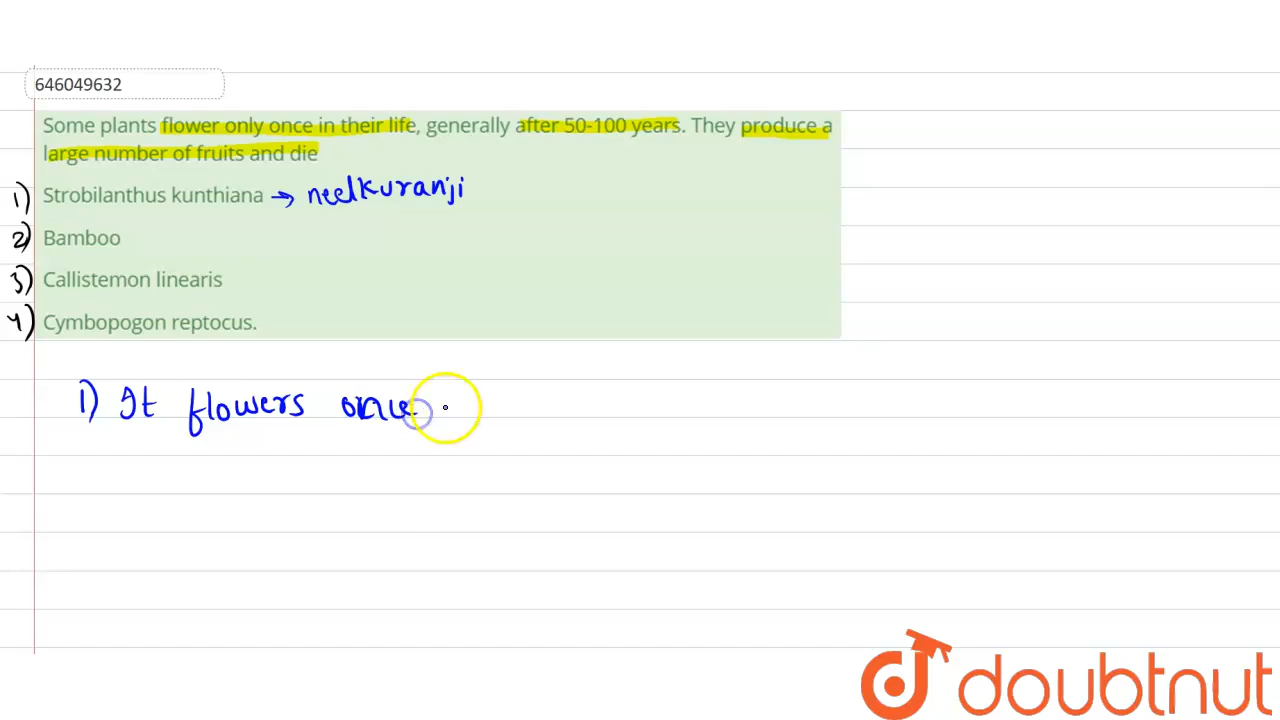 646049632
Some plants flower only once in their life, generally after 50-100 years. They produce a
large number of fruits and die
1) Strobilanthus kunthiana → neelkuranji
2) Bamboo
3) Callistemon linearis
4) Cymbopogon reptocus.
1) It flowers once
doubtnut